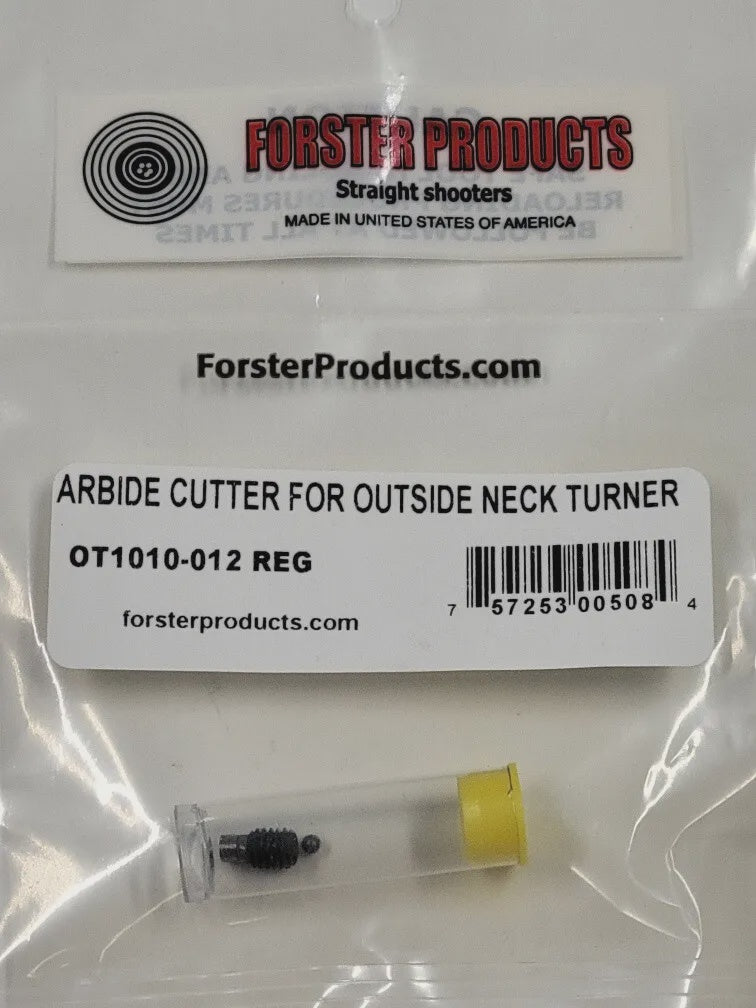 FORSTER PRODUCTS
Straight shooters
MADE IN UNITED STATES OF AMERICA
ForsterProducts.com
ARBIDE CUTTER FOR OUTSIDE NECK TURNER
OT1010-012 REG
forsterproducts.com
7 57253 00508 4